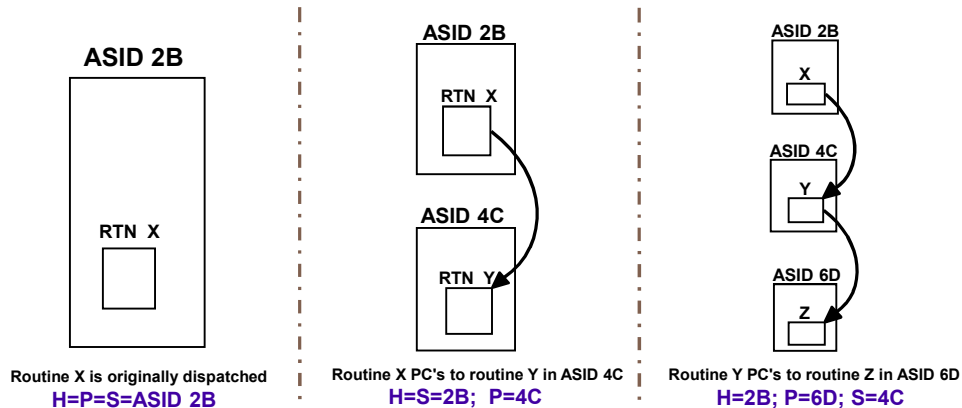 ASID 2B
RTN X
Routine X is originally dispatched
H=P=S=ASID 2B
ASID 2B
RTN X
ASID 4C
RTN Y
Routine X PC's to routine Y in ASID 4C
H=S=2B; P=4C
ASID 2B
X
ASID 4C
Y
ASID 6D
Z
Routine Y PC's to routine Z in ASID 6D
H=2B; P=6D; S=4C